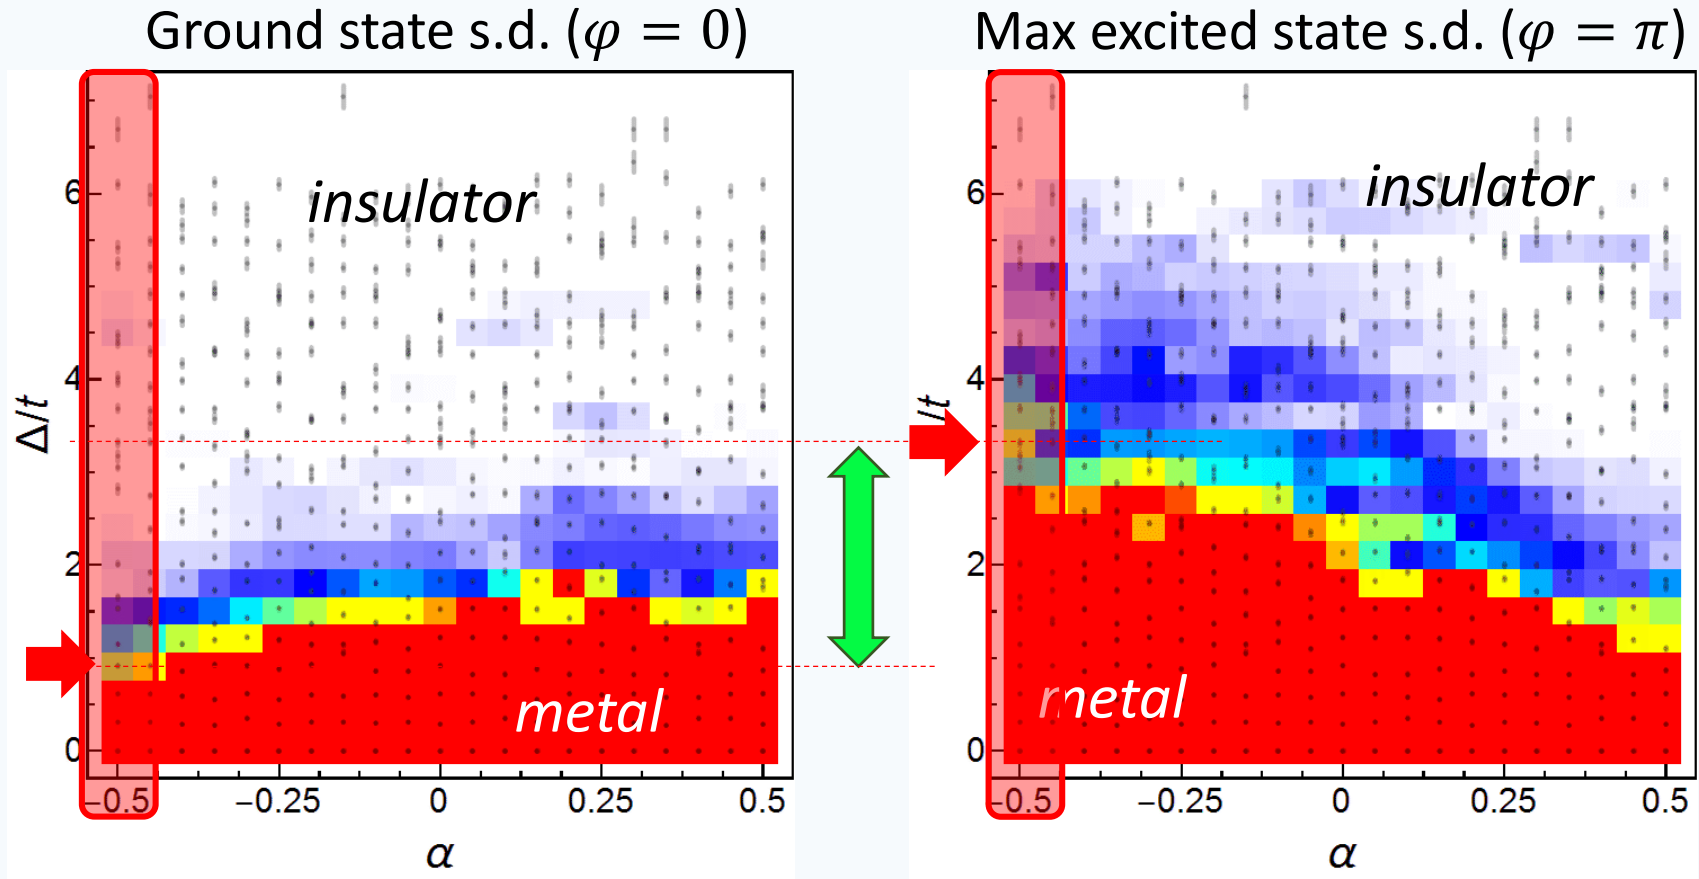 Ground state s.d. (φ = 0)
Max excited state s.d. (φ = π)
insulator
metal
6
4
2
0
Δ/t
−0.5
−0.25
0
0.25
0.5
α
insulator
metal
6
4
2
0
/t
−0.5
−0.25
0
0.25
0.5
α